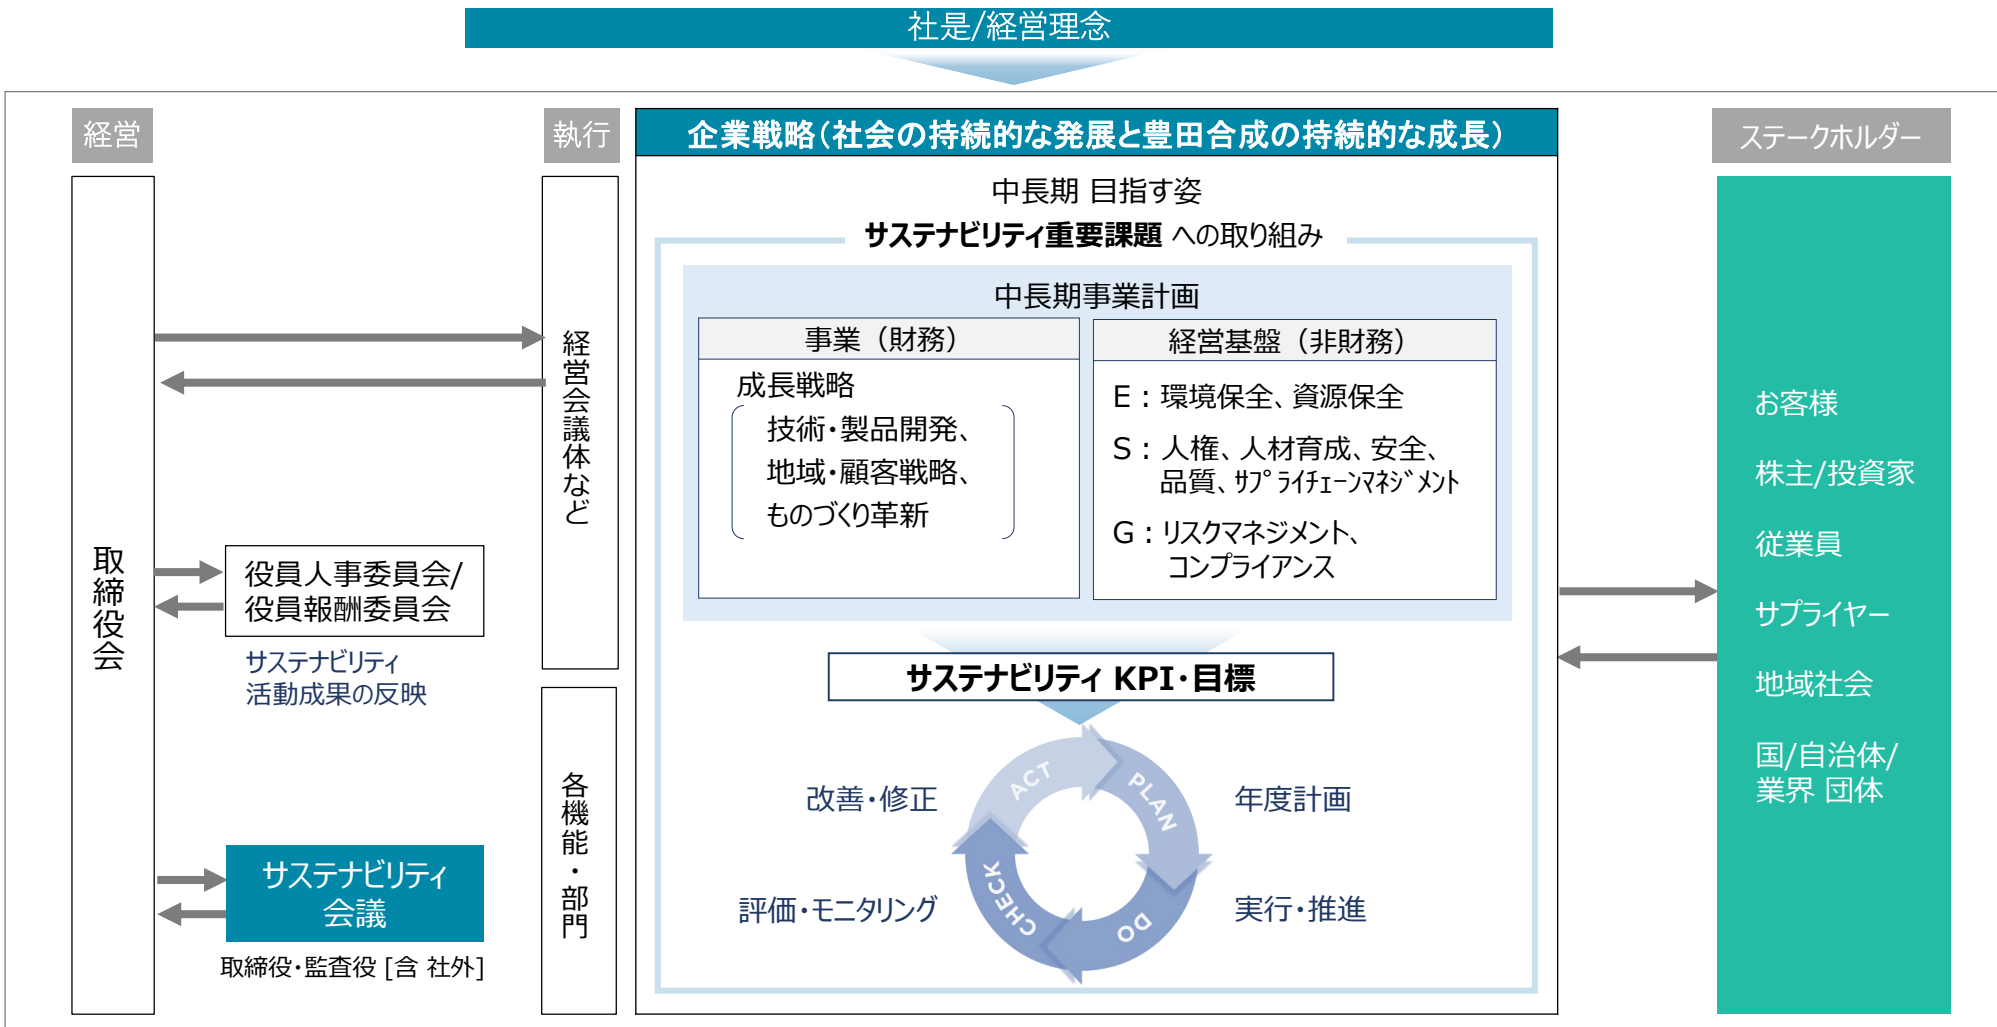 社是/経営理念
経営
執行
企業戦略（社会の持続的な発展と豊田合成の持続的な成長）
ステークホルダー
取締役会
経営会議体など
各機能・部門
役員人事委員会/
役員報酬委員会
サステナビリティ
活動成果の反映
サステナビリティ
会議
取締役・監査役 [含 社外]
中長期 目指す姿
サステナビリティ重要課題 への取り組み
中長期事業計画
事業（財務）
成長戦略
技術・製品開発、
地域・顧客戦略、
ものづくり革新
経営基盤（非財務）
E：環境保全、資源保全
S：人権、人材育成、安全、
品質、ｻﾌﾟﾗｲﾁｪｰﾝﾏﾈｼﾞﾒﾝﾄ
G：リスクマネジメント、
コンプライアンス
サステナビリティ KPI・目標
改善・修正
ACT
PLAN
年度計画
評価・モニタリング
CHECK
DO
実行・推進
お客様
株主/投資家
従業員
サプライヤー
地域社会
国/自治体/
業界 団体